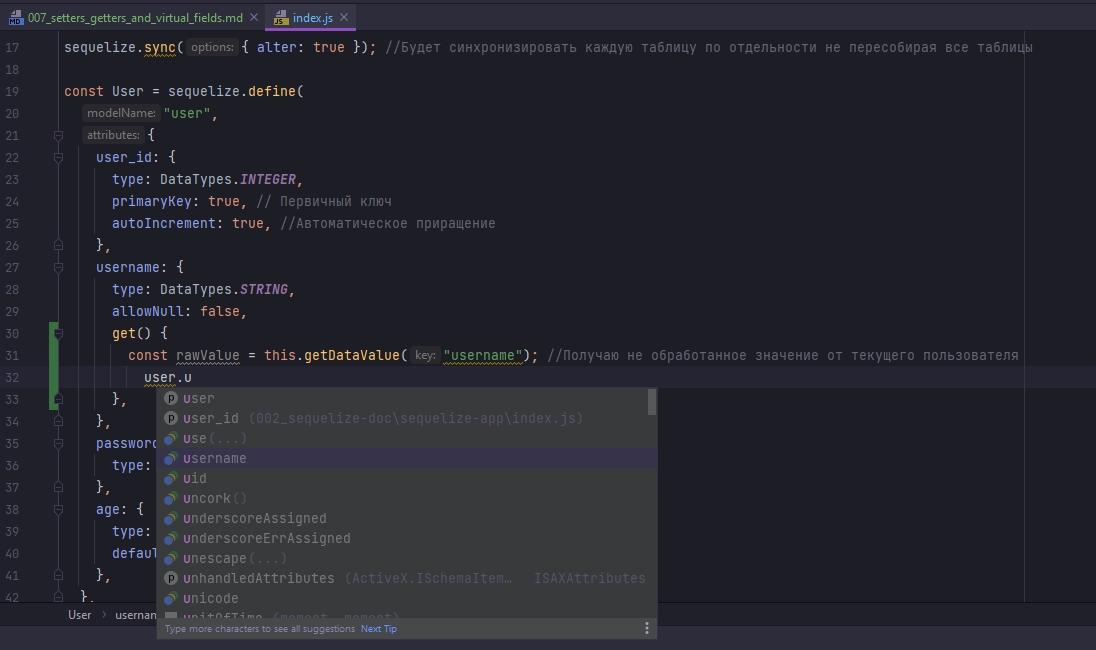 007_setters_getters_and_virtual_fields.md × index.js ×
17 sequelize.sync( options: { alter: true }); //Будет синхронизировать каждую таблицу по отдельности не пересобирая все таблицы
18
19 const User = sequelize.define(
20 modelName: "user",
21 attributes: {
22 user_id: {
23 type: DataTypes.INTEGER,
24 primaryKey: true, // Первичный ключ
25 autoIncrement: true, //Автоматическое приращение
26 },
27 username: {
28 type: DataTypes.STRING,
29 allowNull: false,
30 get() {
31 const rawValue = this.getDataValue( key: "username"); //Получаю не обработанное значение от текущего пользователя
32 user.u
33 },
34 },
35 password
36 type:
37 },
38 age: {
39 type:
40 defaul
41 },
42 },
user
user_id (002_sequelize-doc\sequelize-app\index.js)
use(...)
username
uid
uncork()
underscoreAssigned
underscoreErrAssigned
unescape(...)
unhandledAttributes (ActiveX.ISchemaItem… ISAXAttributes
unicode
unitOfTime (moment, moment)
Type more characters to see all suggestions Next Tip
User › usernam